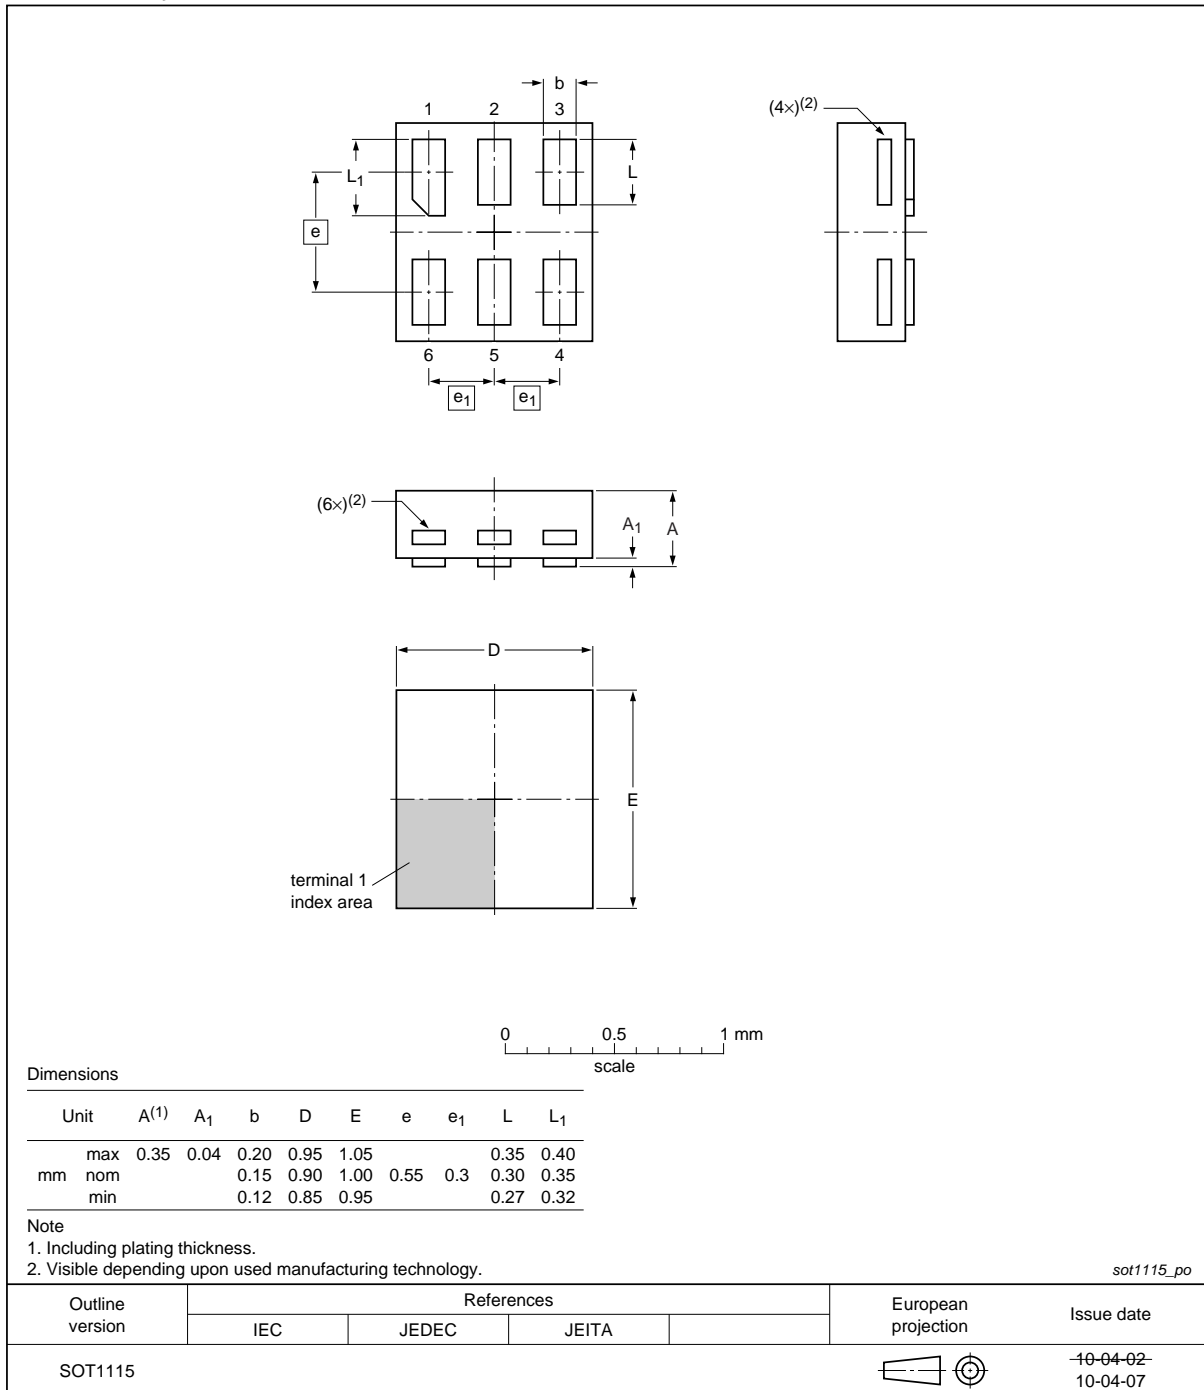 b
1 2 3
(4×)(2)
L1
L
e
6 5 4
e1 e1
(6×)(2)
A1 A
D
E
terminal 1
index area
0 0.5 1 mm
scale
Dimensions
Unit A(1) A1 b D E e e1 L L1
max 0.35 0.04 0.20 0.95 1.05 0.35 0.40
mm nom 0.15 0.90 1.00 0.55 0.3 0.30 0.35
min 0.12 0.85 0.95 0.27 0.32
Note
1. Including plating thickness.
2. Visible depending upon used manufacturing technology.
sot1115_po
Outline
version
References
IEC JEDEC JEITA
European
projection
Issue date
SOT1115
10-04-02
10-04-07